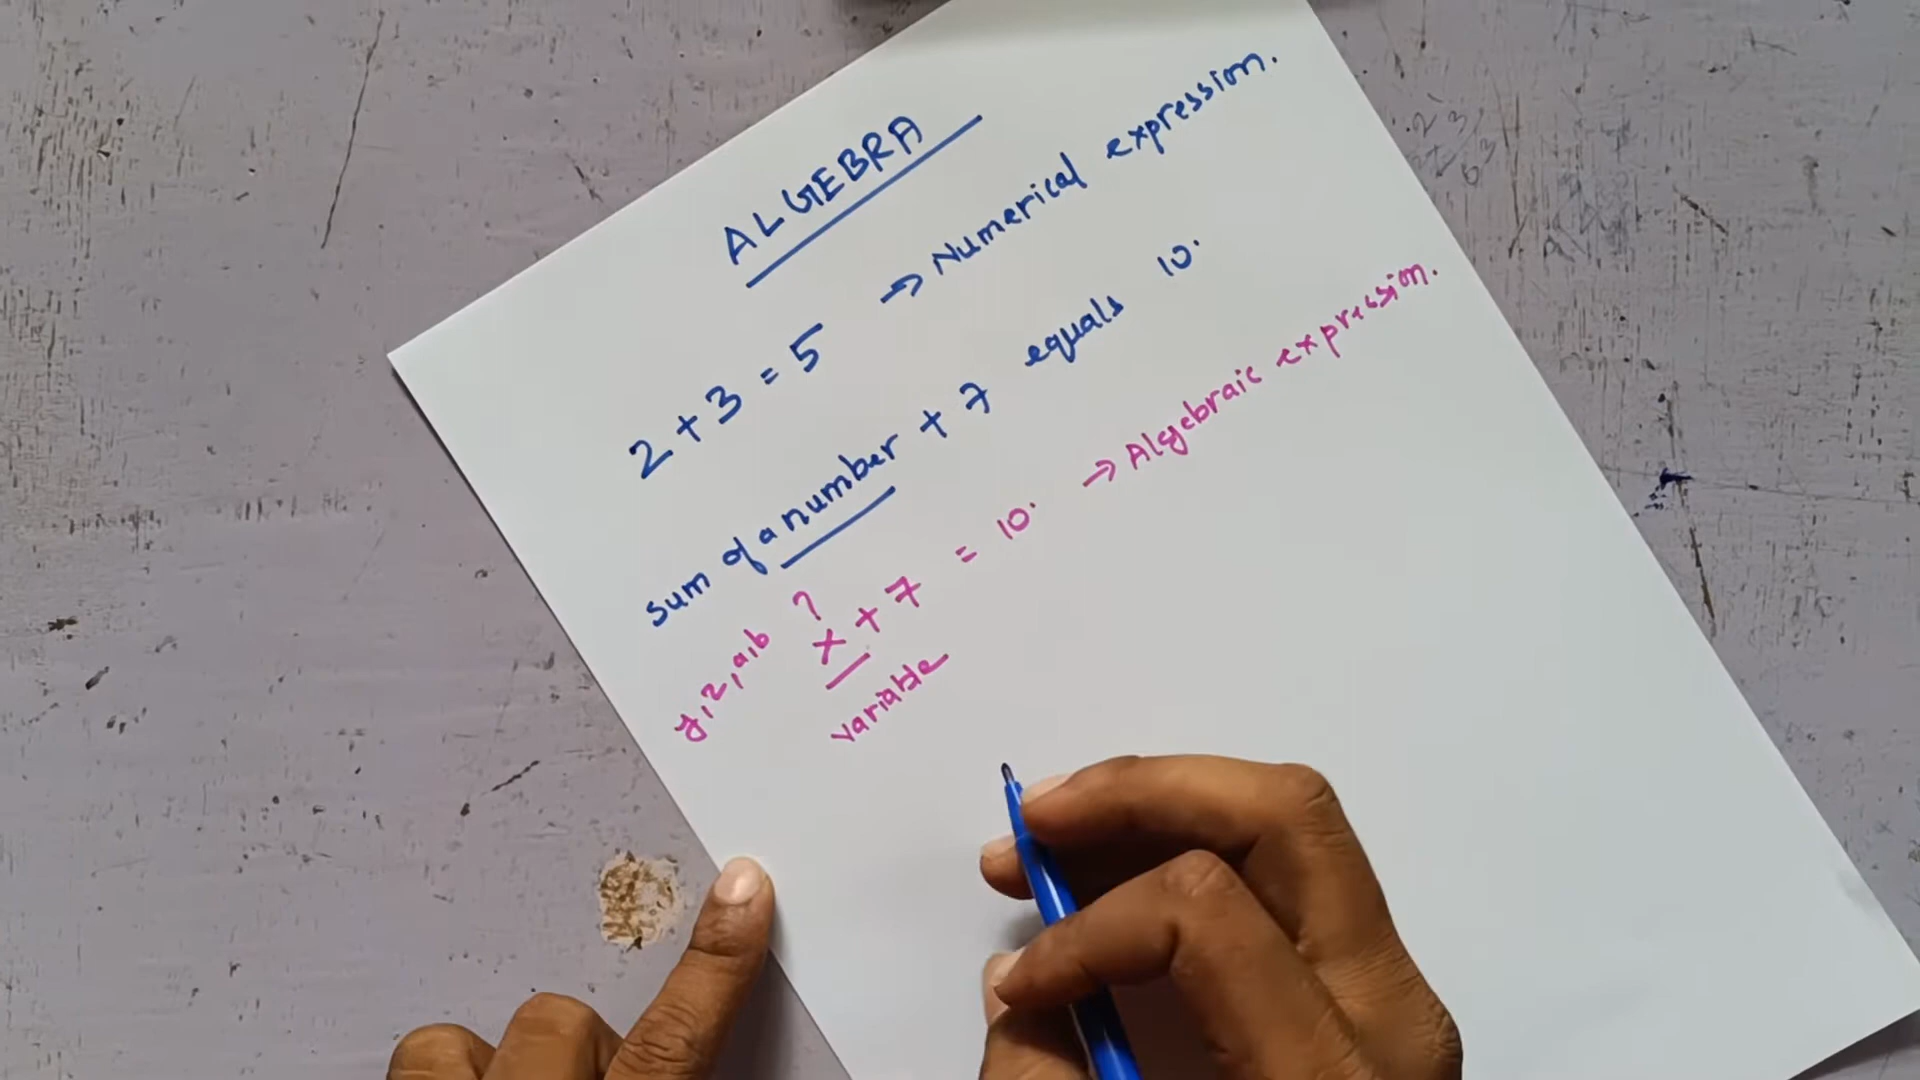 ALGEBRA
2 + 3 = 5 → Numerical expression.
sum of a number + 7 equals 10.
?
y, z, a, b x + 7 = 10. → Algebraic expression.
variable